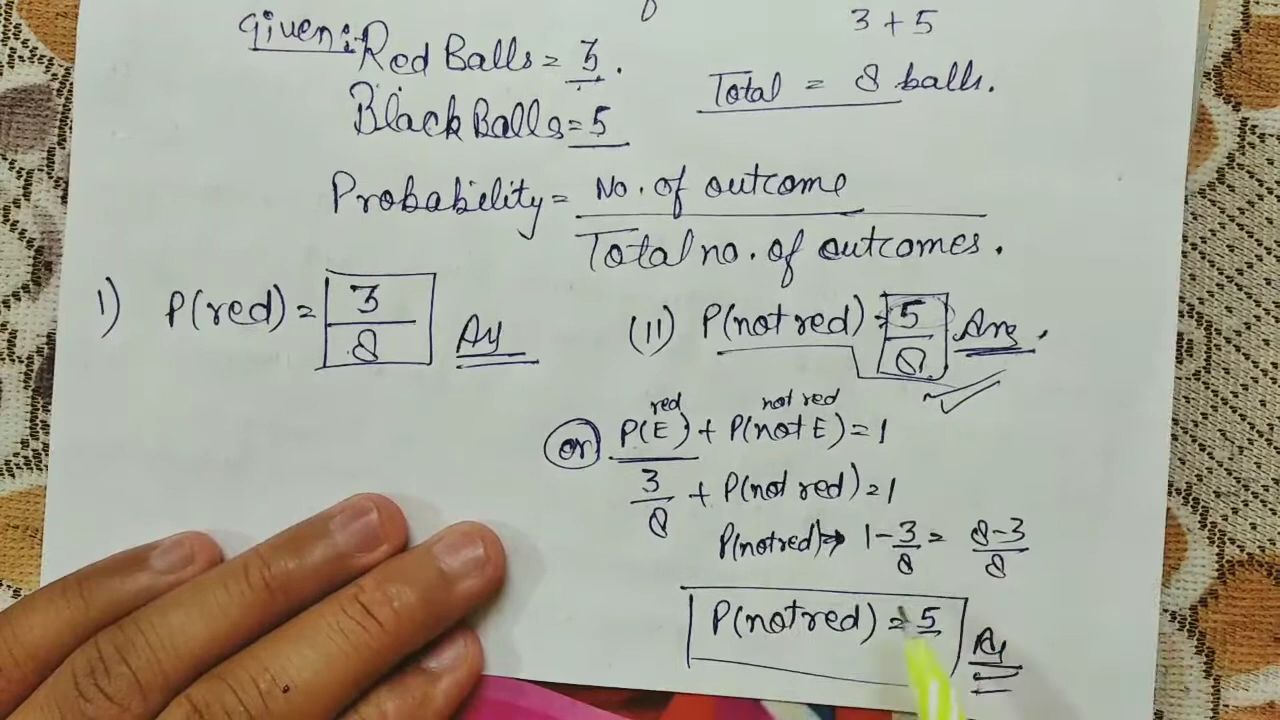 3 + 5
Given:- Red Balls = 3.
Total = 8 balls.
Black Balls = 5
Probability = No. of outcome
Total no. of outcomes.
1) P(red) = 3/8
(II) P(not red) = 5/8 Ans.
red not red
or P(E) + P(not E) = 1
3/8 + P(not red) = 1
P(not red) ⇒ 1 - 3/8 = 8-3/8
P(not red) = 5